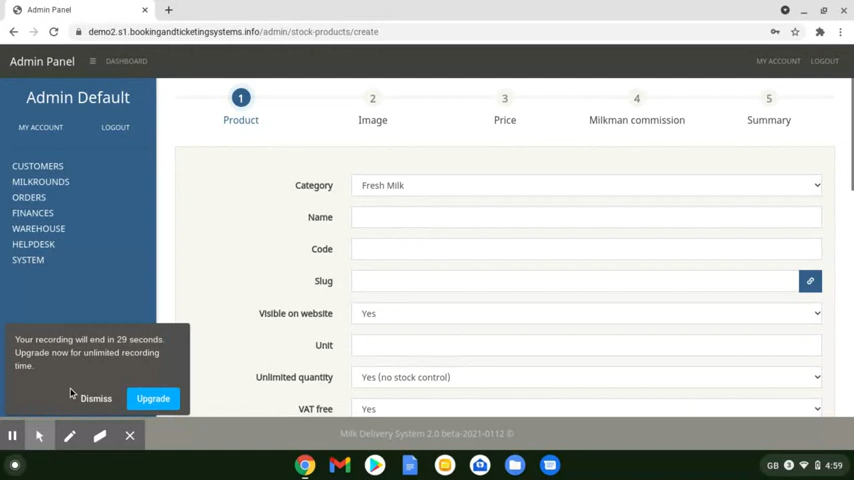 Admin Panel
demo2.s1.bookingandticketingsystems.info/admin/stock-products/create
Admin Panel
DASHBOARD
MY ACCOUNT
LOGOUT
Admin Default
MY ACCOUNT
LOGOUT
CUSTOMERS
MILKROUNDS
ORDERS
FINANCES
WAREHOUSE
HELPDESK
SYSTEM
1
2
3
4
5
Product
Image
Price
Milkman commission
Summary
Category
Fresh Milk
Name
Code
Slug
Visible on website
Yes
Unit
Unlimited quantity
Yes (no stock control)
VAT free
Yes
Your recording will end in 29 seconds.
Upgrade now for unlimited recording
time.
Dismiss
Upgrade
Milk Delivery System 2.0 beta-2021-0112 ©
GB
3
4:59